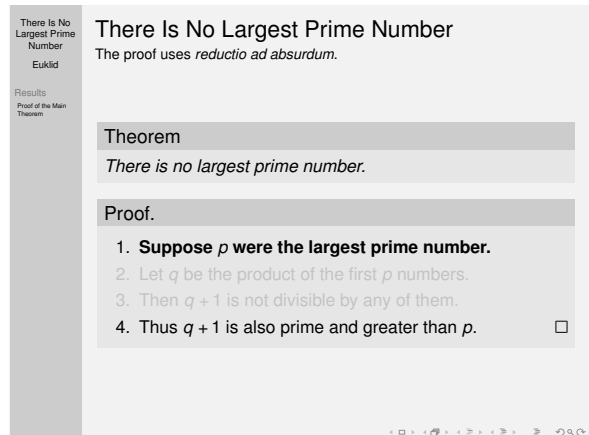 There Is No
Largest Prime
Number
Euklid
Results
Proof of the Main
Theorem
There Is No Largest Prime Number
The proof uses reductio ad absurdum.
Theorem
There is no largest prime number.
Proof.
1. Suppose p were the largest prime number.
2. Let q be the product of the first p numbers.
3. Then q + 1 is not divisible by any of them.
4. Thus q + 1 is also prime and greater than p. □